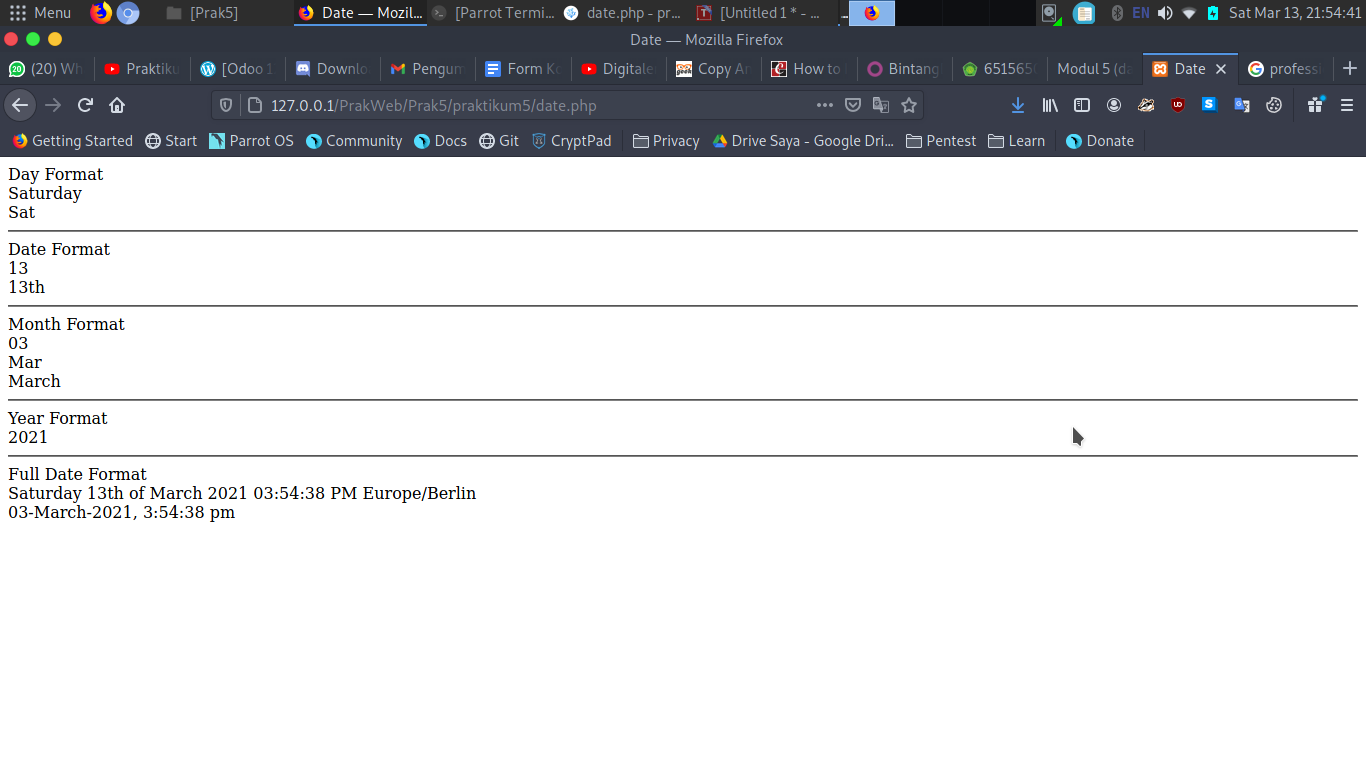 Menu [Prak5] Date — Mozil... [Parrot Termi... date.php - pr... [Untitled 1 * - ... EN Sat Mar 13, 21:54:41
Date — Mozilla Firefox
(20) Wh Praktiku [Odoo 1 Downlo Pengum Form Ke Digitale Copy An How to Bintang 651565 Modul 5 (da Date professi
127.0.0.1/PrakWeb/Prak5/praktikum5/date.php
Getting Started Start Parrot OS Community Docs Git CryptPad Privacy Drive Saya - Google Dri... Pentest Learn Donate
Day Format
Saturday
Sat
Date Format
13
13th
Month Format
03
Mar
March
Year Format
2021
Full Date Format
Saturday 13th of March 2021 03:54:38 PM Europe/Berlin
03-March-2021, 3:54:38 pm